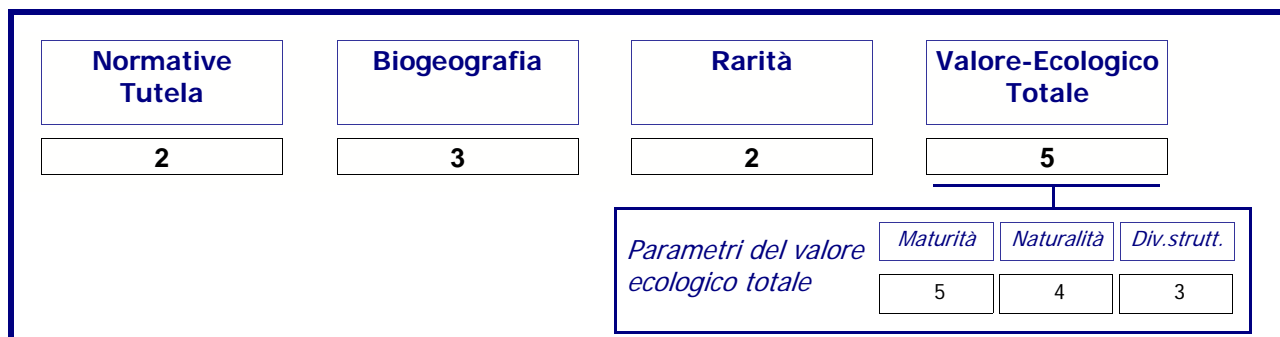 Normative
Tutela
Biogeografia
Rarità
Valore-Ecologico
Totale
2
3
2
5
Parametri del valore
ecologico totale
Maturità
Naturalità
Div.strutt.
5
4
3